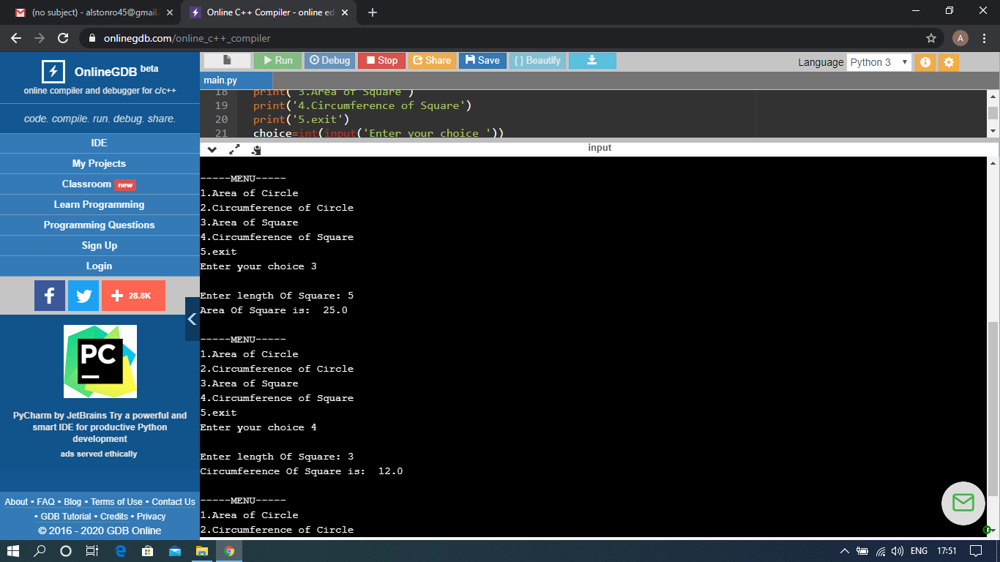 (no subject) - alstonro45@gmail.
Online C++ Compiler - online ed
onlinegdb.com/online_c++_compiler
A
OnlineGDB beta
online compiler and debugger for c/c++
code. compile. run. debug. share.
IDE
My Projects
Classroom new
Learn Programming
Programming Questions
Sign Up
Login
28.8K
PC
PyCharm by JetBrains Try a powerful and
smart IDE for productive Python
development
ads served ethically
About • FAQ • Blog • Terms of Use • Contact Us
• GDB Tutorial • Credits • Privacy
© 2016 - 2020 GDB Online
Run Debug Stop Share Save { } Beautify
Language Python 3
main.py
18 print('3.Area of Square')
19 print('4.Circumference of Square')
20 print('5.exit')
21 choice=int(input('Enter your choice '))
input
-----MENU-----
1.Area of Circle
2.Circumference of Circle
3.Area of Square
4.Circumference of Square
5.exit
Enter your choice 3
Enter length Of Square: 5
Area Of Square is:  25.0
-----MENU-----
1.Area of Circle
2.Circumference of Circle
3.Area of Square
4.Circumference of Square
5.exit
Enter your choice 4
Enter length Of Square: 3
Circumference Of Square is:  12.0
-----MENU-----
1.Area of Circle
2.Circumference of Circle
ENG 17:51